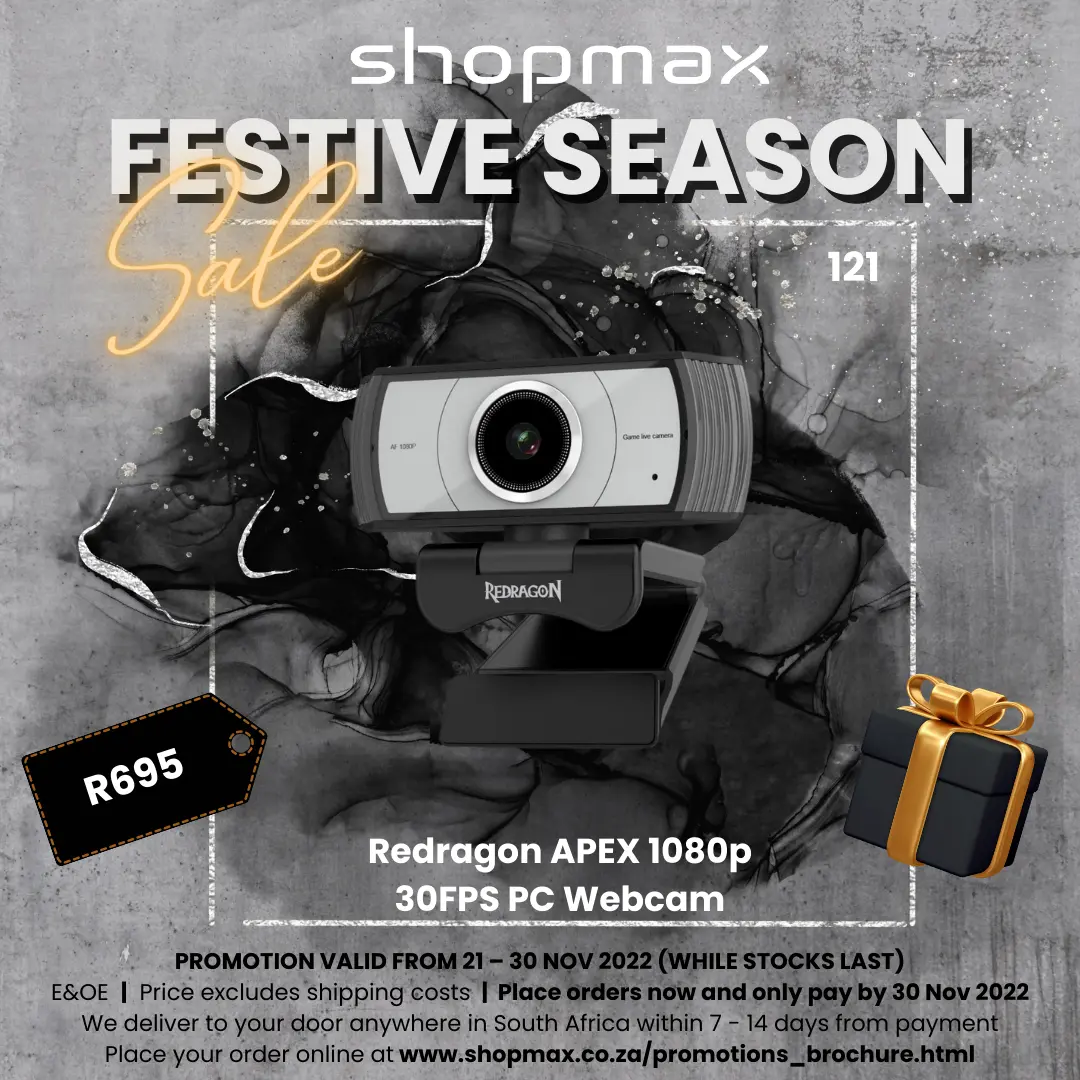 shopmax
FESTIVE SEASON
Sale
121
AF 1080P
Game live camera
REDRAGON
R695
Redragon APEX 1080p
30FPS PC Webcam
PROMOTION VALID FROM 21 – 30 NOV 2022 (WHILE STOCKS LAST)
E&OE | Price excludes shipping costs | Place orders now and only pay by 30 Nov 2022
We deliver to your door anywhere in South Africa within 7 - 14 days from payment
Place your order online at www.shopmax.co.za/promotions_brochure.html